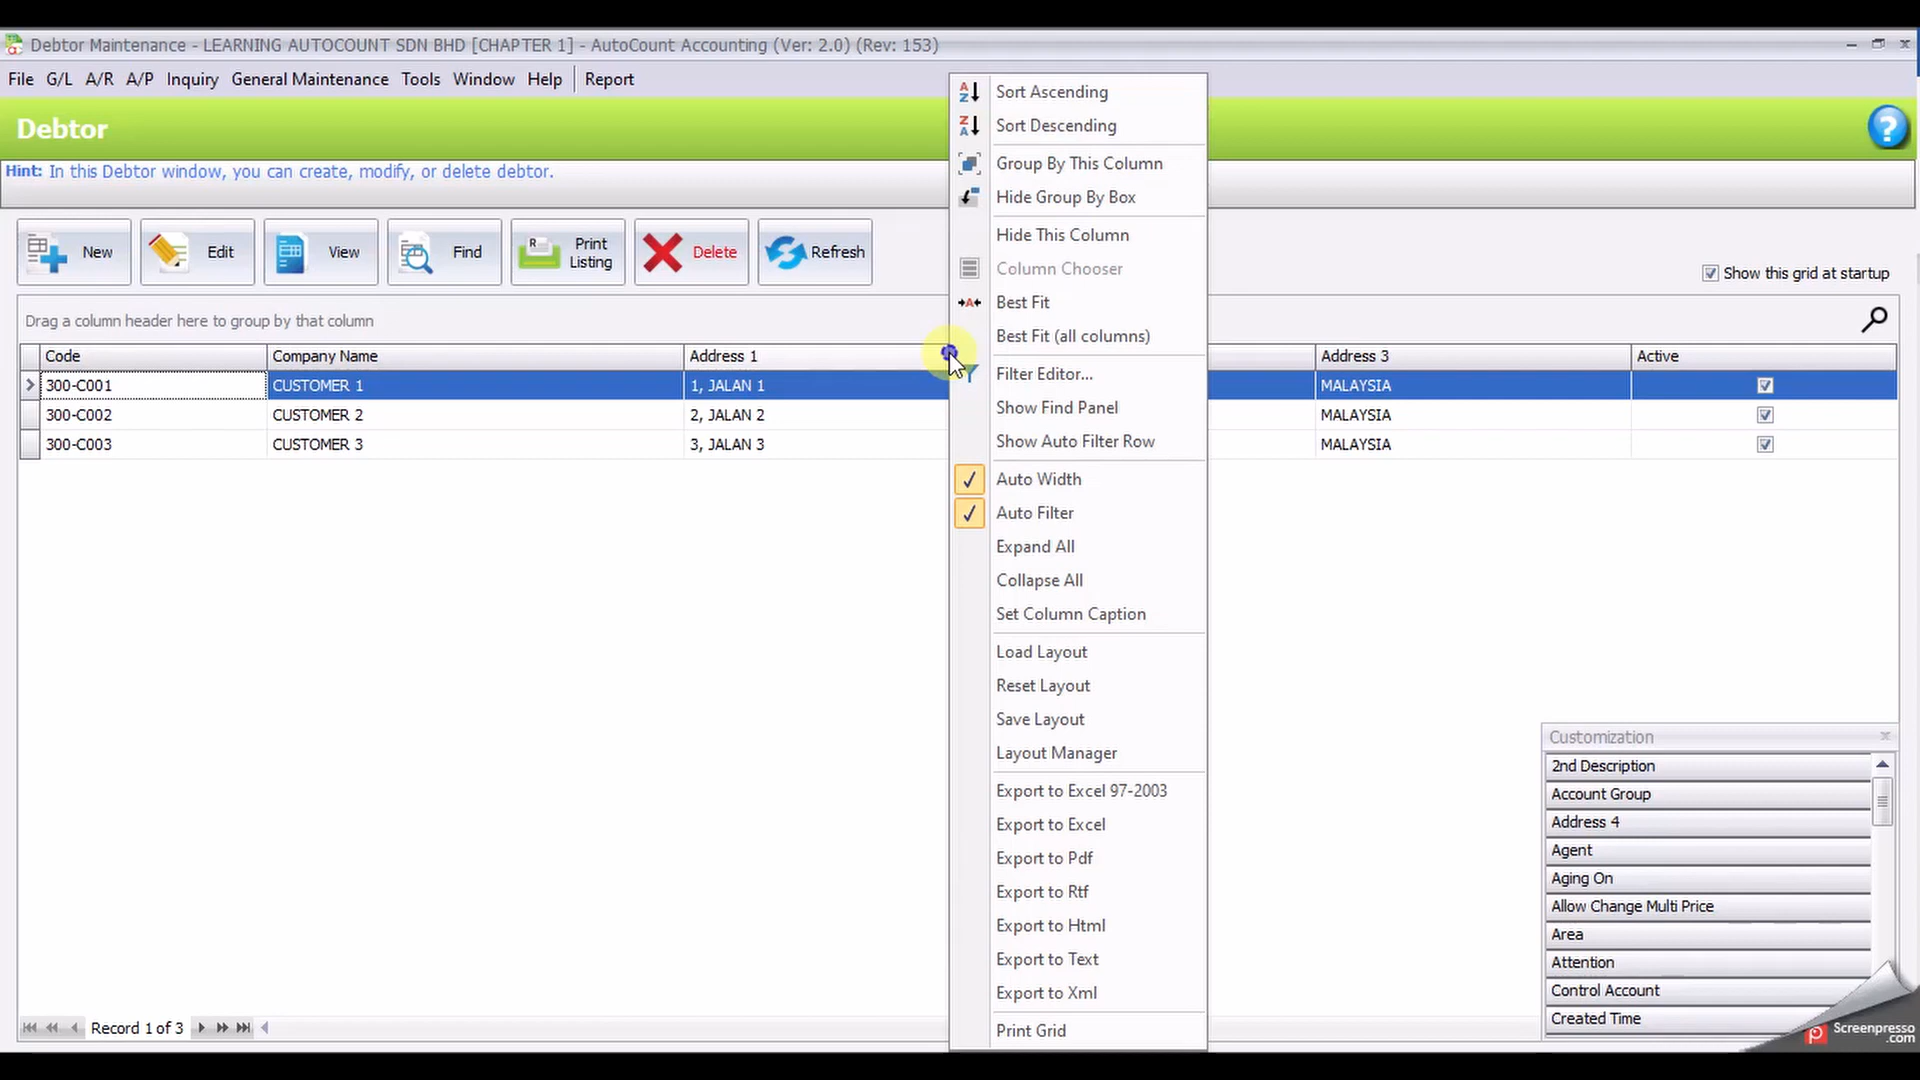 Debtor Maintenance - LEARNING AUTOCOUNT SDN BHD [CHAPTER 1] - AutoCount Accounting (Ver: 2.0) (Rev: 153)
File G/L A/R A/P Inquiry General Maintenance Tools Window Help Report
Debtor
Hint: In this Debtor window, you can create, modify, or delete debtor.
New
Edit
View
Find
Print Listing
Delete
Refresh
Show this grid at startup
Drag a column header here to group by that column
Code Company Name Address 1 Address 3 Active
300-C001 CUSTOMER 1 1, JALAN 1 MALAYSIA
300-C002 CUSTOMER 2 2, JALAN 2 MALAYSIA
300-C003 CUSTOMER 3 3, JALAN 3 MALAYSIA
Sort Ascending
Sort Descending
Group By This Column
Hide Group By Box
Hide This Column
Column Chooser
Best Fit
Best Fit (all columns)
Filter Editor...
Show Find Panel
Show Auto Filter Row
Auto Width
Auto Filter
Expand All
Collapse All
Set Column Caption
Load Layout
Reset Layout
Save Layout
Layout Manager
Export to Excel 97-2003
Export to Excel
Export to Pdf
Export to Rtf
Export to Html
Export to Text
Export to Xml
Print Grid
Customization
2nd Description
Account Group
Address 4
Agent
Aging On
Allow Change Multi Price
Area
Attention
Control Account
Created Time
Record 1 of 3
Screenpresso
.com